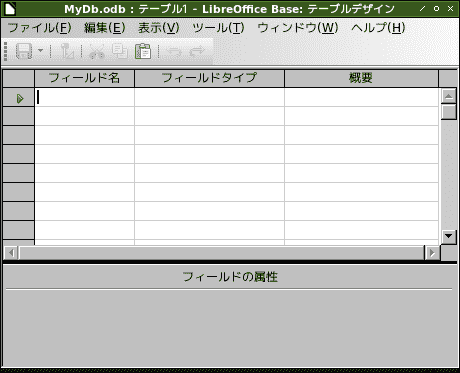 MyDb.odb : テーブル1 - LibreOffice Base: テーブルデザイン
ファイル(F) 編集(E) 表示(V) ツール(T) ウィンドウ(W) ヘルプ(H)
フィールド名 フィールドタイプ 概要
フィールドの属性